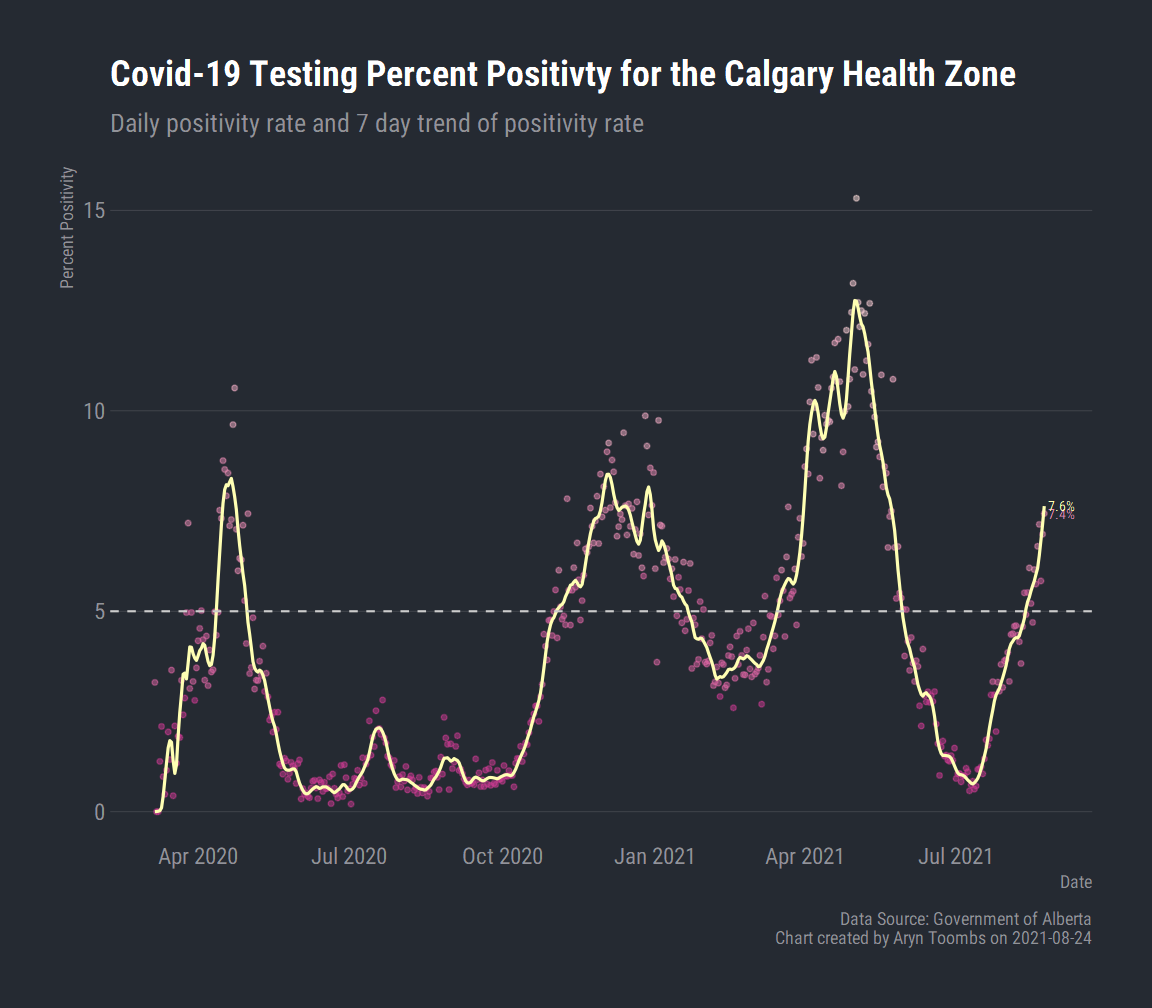 Covid-19 Testing Percent Positivty for the Calgary Health Zone
Daily positivity rate and 7 day trend of positivity rate
Percent Positivity
15
10
5
0
7.6%
7.4%
Apr 2020
Jul 2020
Oct 2020
Jan 2021
Apr 2021
Jul 2021
Date
Data Source: Government of Alberta
Chart created by Aryn Toombs on 2021-08-24